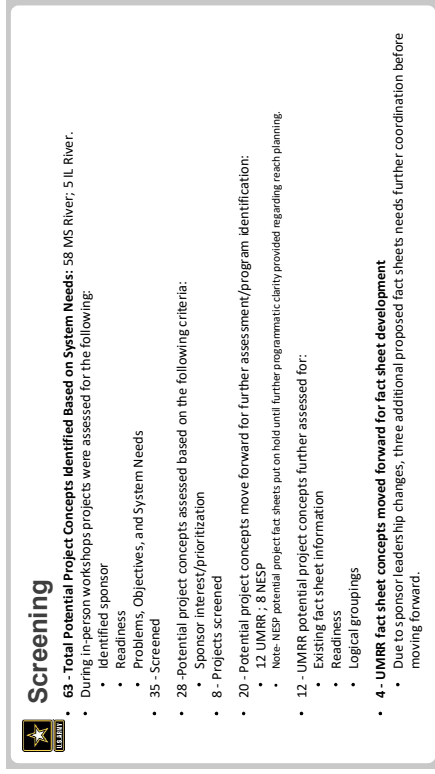 U.S.ARMY
Screening
• 63 - Total Potential Project Concepts Identified Based on System Needs: 58 MS River; 5 IL River.
• During in-person workshops projects were assessed for the following:
• Identified sponsor
• Readiness
• Problems, Objectives, and System Needs
• 35 - Screened
• 28 -Potential project concepts assessed based on the following criteria:
• Sponsor interest/prioritization
• 8 - Projects screened
• 20 - Potential project concepts move forward for further assessment/program identification:
• 12 UMRR ; 8 NESP
• Note- NESP potential project fact sheets put on hold until further programmatic clarity provided regarding reach planning.
• 12 - UMRR potential project concepts further assessed for:
• Existing fact sheet information
• Readiness
• Logical groupings
• 4 - UMRR fact sheet concepts moved forward for fact sheet development
• Due to sponsor leadership changes, three additional proposed fact sheets needs further coordination before
moving forward.